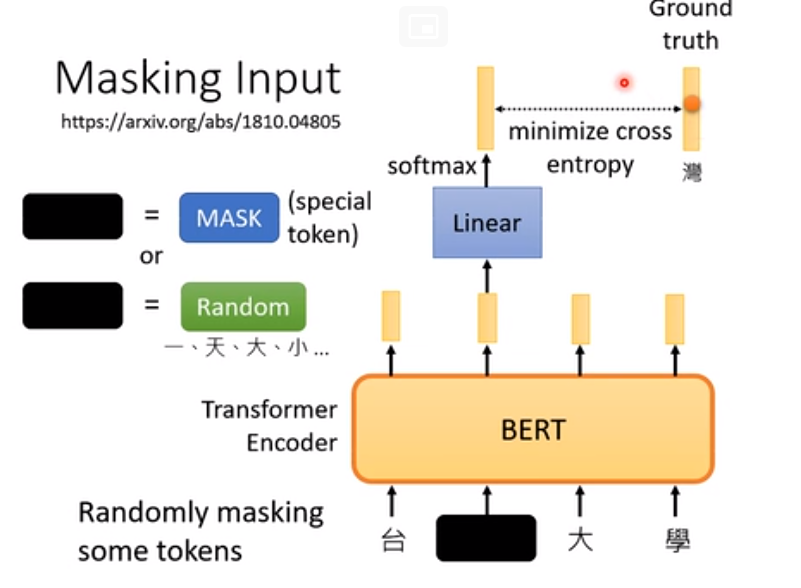 Ground
truth
Masking Input
https://arxiv.org/abs/1810.04805
minimize cross
entropy
softmax
灣
= MASK (special
token)
or
Linear
= Random
一、天、大、小 ...
Transformer
Encoder
BERT
Randomly masking
some tokens
台 大 學